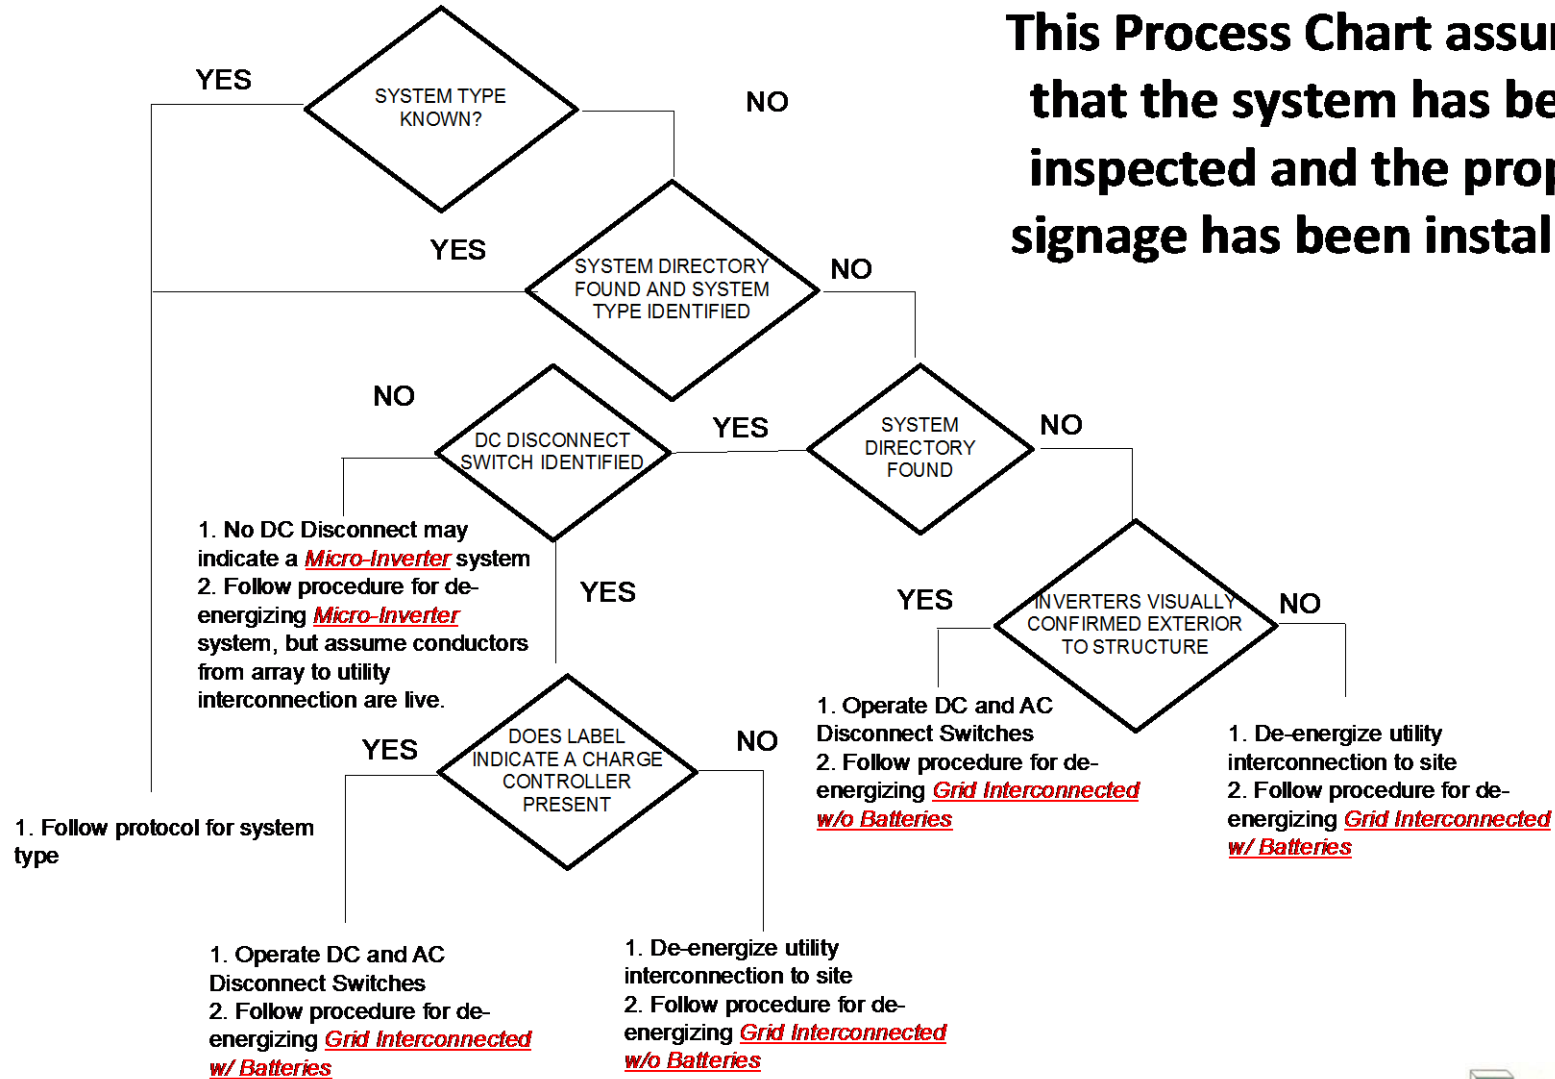 This Process Chart
that the system has
inspected and the
signage has been
YES
SYSTEM TYPE
KNOWN?
NO
YES
SYSTEM DIRECTORY
FOUND AND SYSTEM
TYPE IDENTIFIED
NO
NO
DC DISCONNECT
SWITCH IDENTIFIED
YES
SYSTEM
DIRECTORY
FOUND
NO
1. No DC Disconnect may
indicate a Micro-Inverter system
2. Follow procedure for de-
energizing Micro-Inverter
system, but assume conductors
from array to utility
interconnection are live.
YES
YES
INVERTERS VISUALLY
CONFIRMED EXTERIOR
TO STRUCTURE
NO
1. Operate DC and AC
Disconnect Switches
2. Follow procedure for de-
energizing Grid Interconnected
w/o Batteries
1. De-energize utility
interconnection to site
2. Follow procedure for de-
energizing Grid Interconnected
w/ Batteries
YES
DOES LABEL
INDICATE A CHARGE
CONTROLLER
PRESENT
NO
1. Follow protocol for system
type
1. Operate DC and AC
Disconnect Switches
2. Follow procedure for de-
energizing Grid Interconnected
w/ Batteries
1. De-energize utility
interconnection to site
2. Follow procedure for de-
energizing Grid Interconnected
w/o Batteries